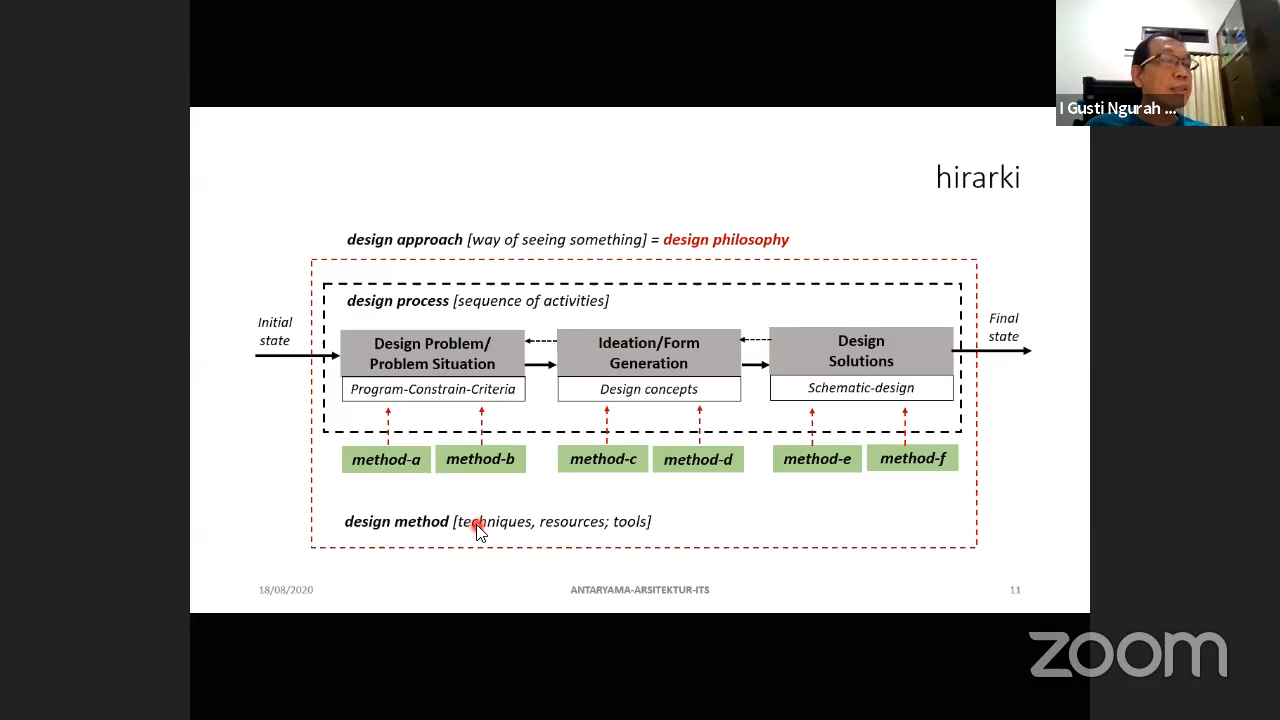 I Gusti Ngurah ...
hirarki
design approach [way of seeing something] = design philosophy
design process [sequence of activities]
Initial
state
Final
state
Design Problem/
Problem Situation
Program-Constrain-Criteria
Ideation/Form
Generation
Design concepts
Design
Solutions
Schematic-design
method-a
method-b
method-c
method-d
method-e
method-f
design method [techniques, resources; tools]
18/08/2020
ANTARYAMA-ARSITEKTUR-ITS
11
zoom